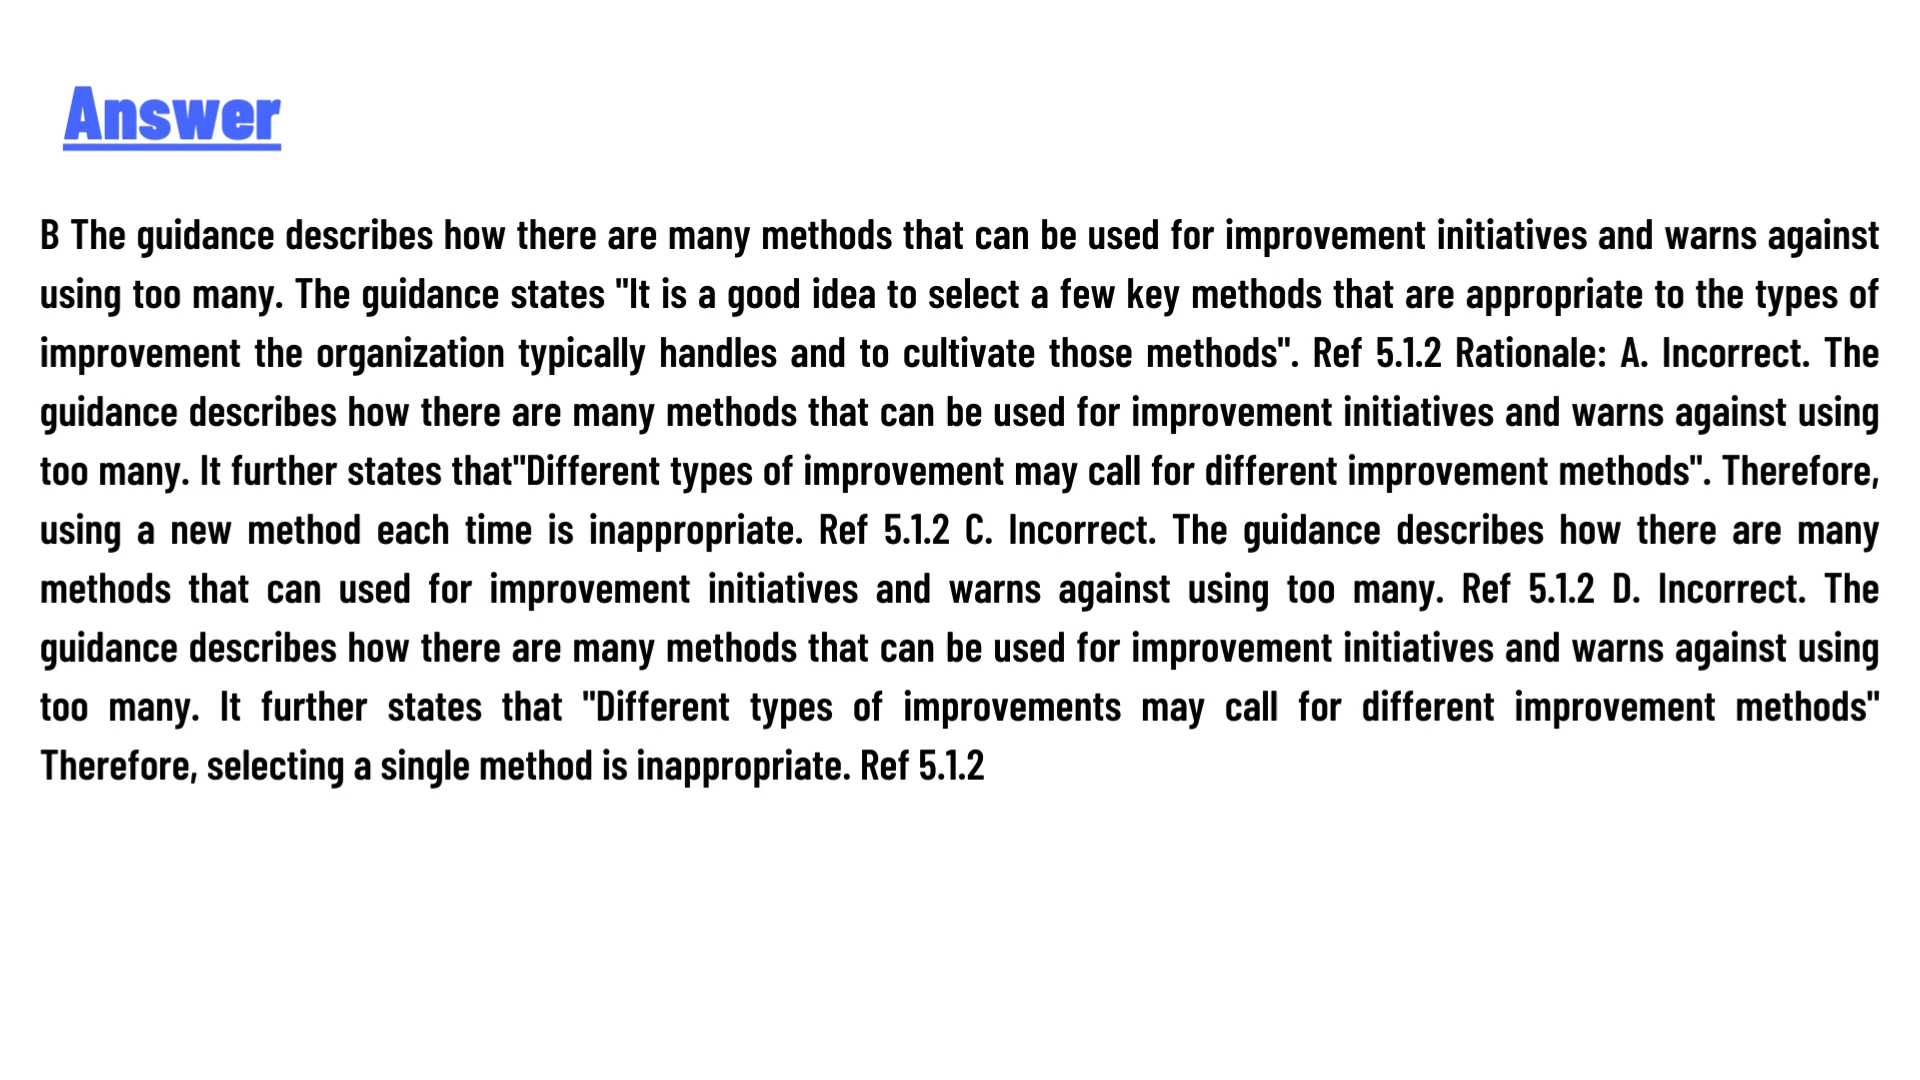 Answer
B The guidance describes how there are many methods that can be used for improvement initiatives and warns against
using too many. The guidance states "It is a good idea to select a few key methods that are appropriate to the types of
improvement the organization typically handles and to cultivate those methods". Ref 5.1.2 Rationale: A. Incorrect. The
guidance describes how there are many methods that can be used for improvement initiatives and warns against using
too many. It further states that"Different types of improvement may call for different improvement methods". Therefore,
using a new method each time is inappropriate. Ref 5.1.2 C. Incorrect. The guidance describes how there are many
methods that can used for improvement initiatives and warns against using too many. Ref 5.1.2 D. Incorrect. The
guidance describes how there are many methods that can be used for improvement initiatives and warns against using
too many. It further states that "Different types of improvements may call for different improvement methods"
Therefore, selecting a single method is inappropriate. Ref 5.1.2